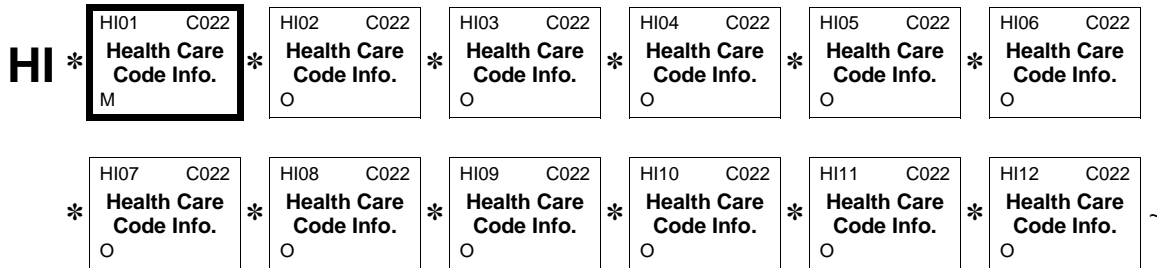 HI01 C022 HI02 C022 HI03 C022 HI04 C022 HI05 C022 HI06 C022
HI * Health Care * Health Care * Health Care * Health Care * Health Care * Health Care
Code Info. Code Info. Code Info. Code Info. Code Info. Code Info.
M O O O O O
HI07 C022 HI08 C022 HI09 C022 HI10 C022 HI11 C022 HI12 C022
* Health Care * Health Care * Health Care * Health Care * Health Care * Health Care ~
Code Info. Code Info. Code Info. Code Info. Code Info. Code Info.
O O O O O O